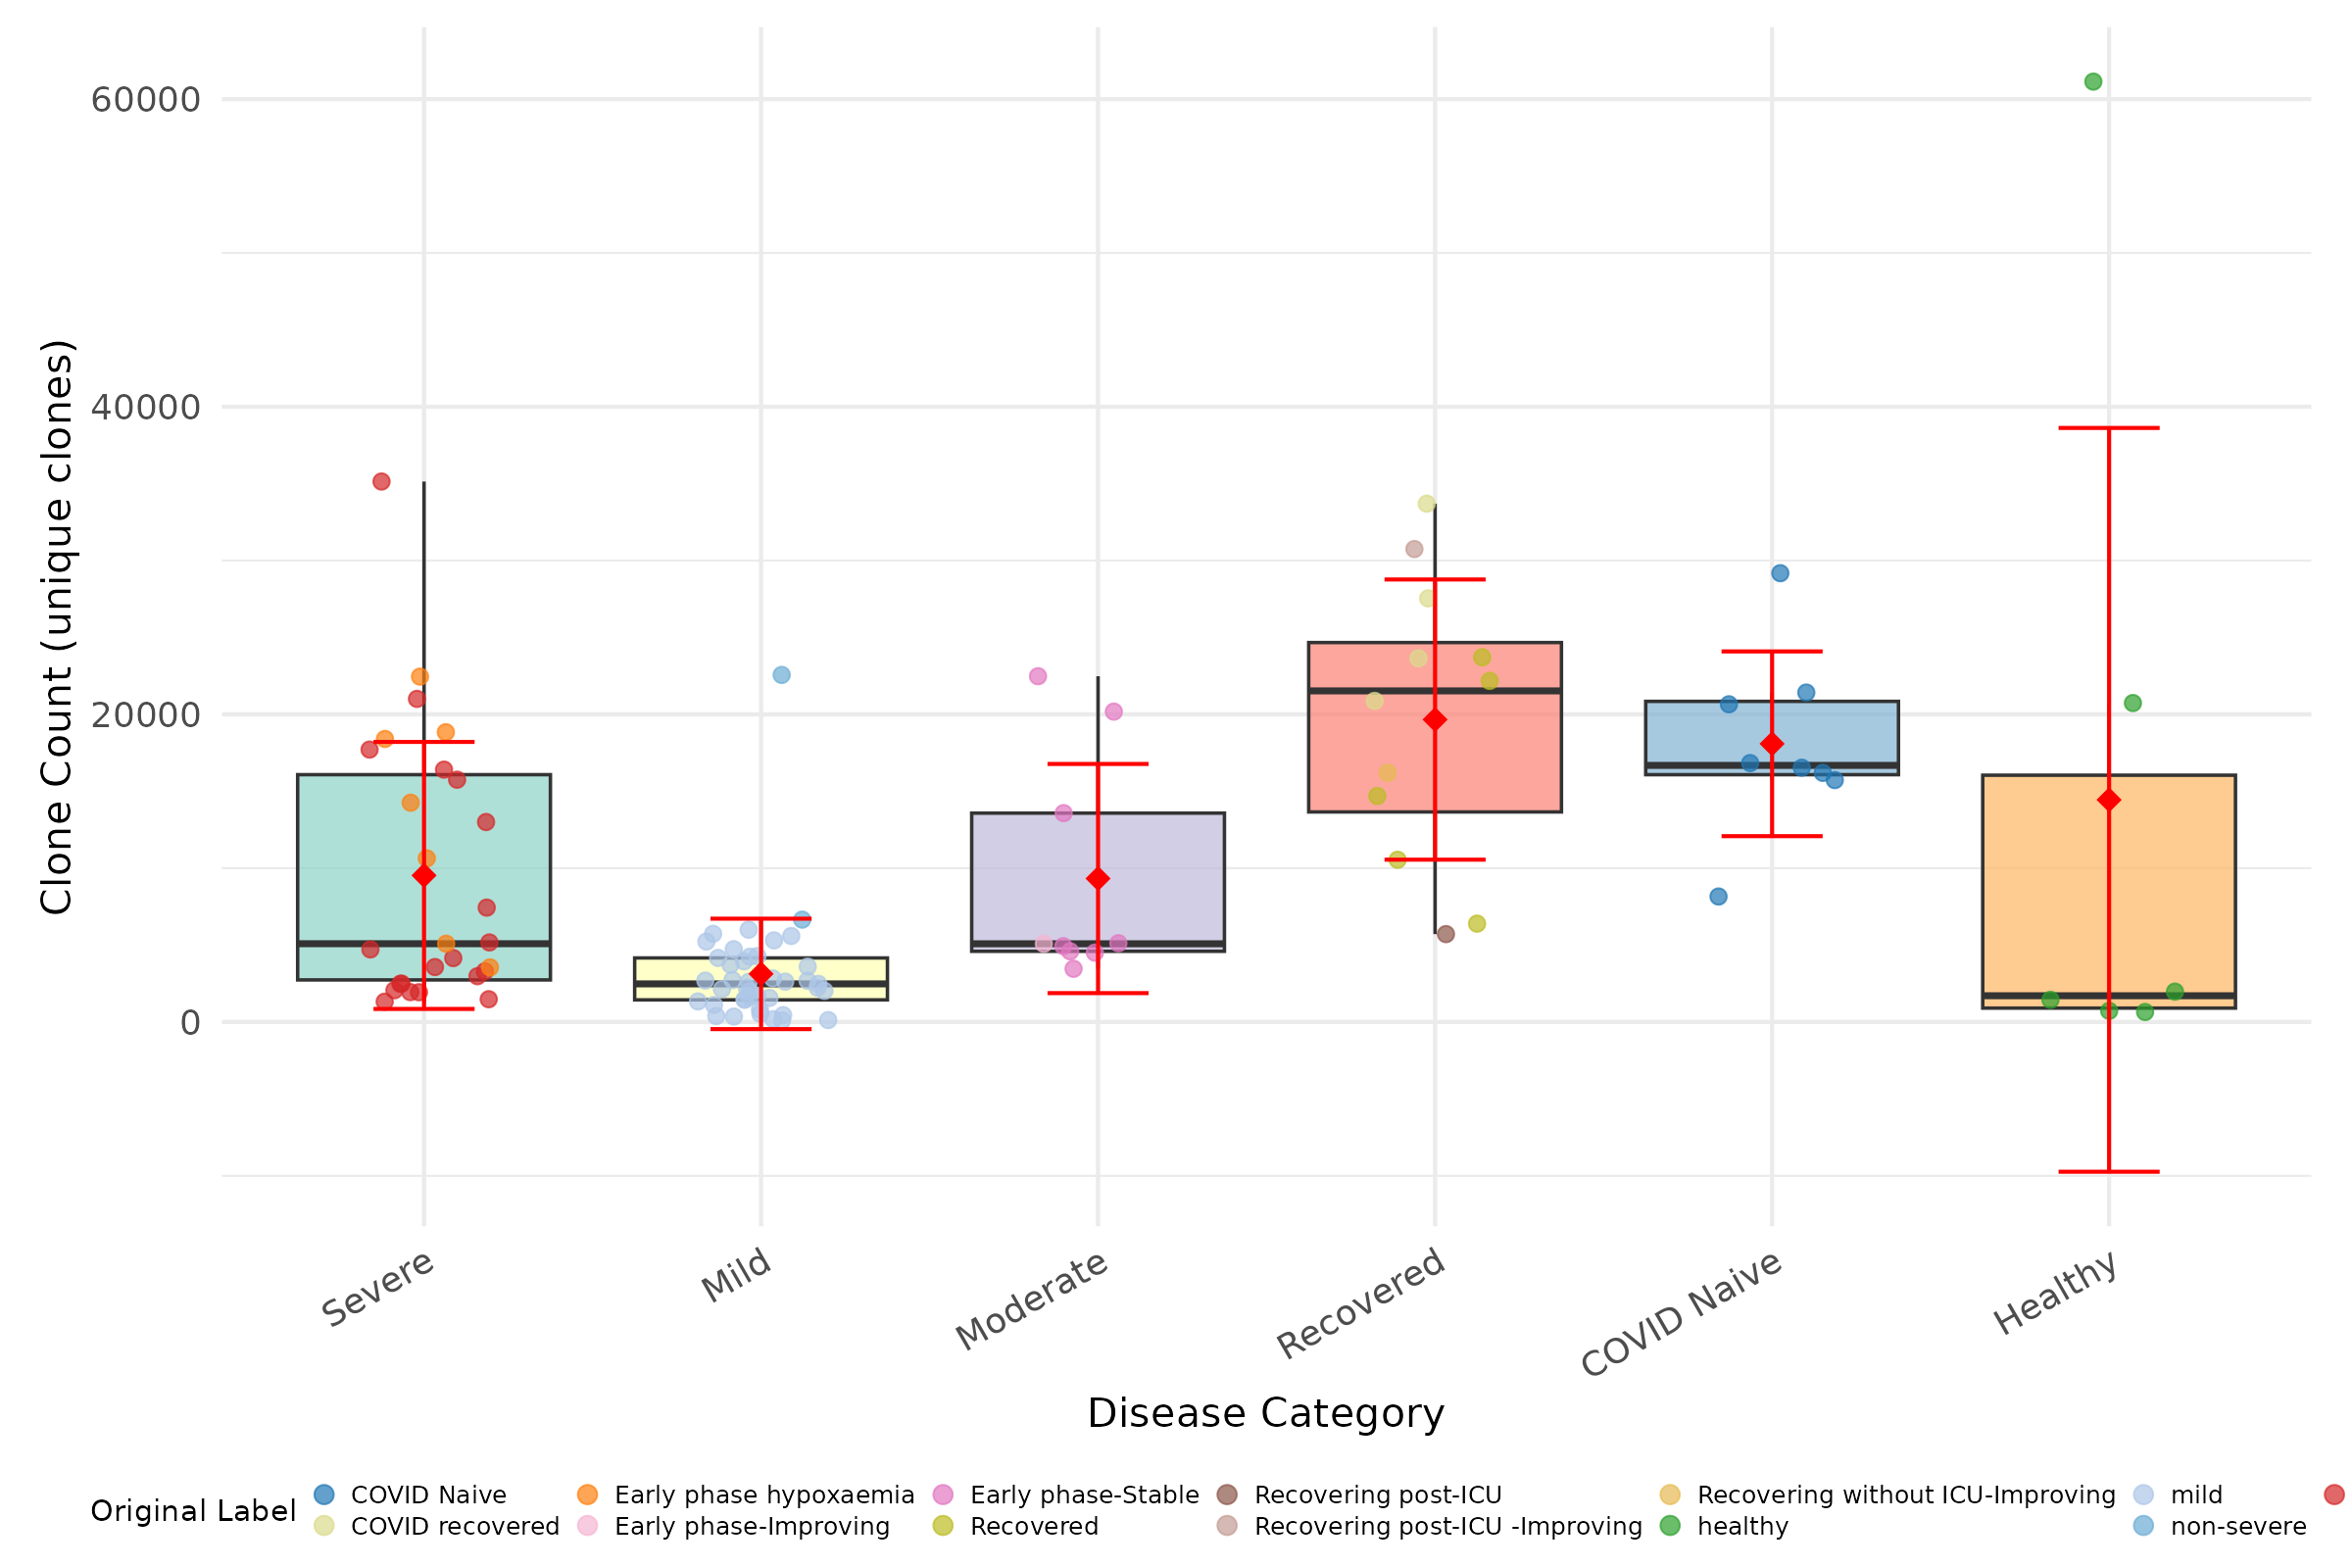 60000
40000
20000
0
Clone Count (unique clones)
Severe
Mild
Moderate
Recovered
COVID Naive
Healthy
Disease Category
Original Label
COVID Naive
Early phase hypoxaemia
Early phase-Stable
Recovering post-ICU
Recovering without ICU-Improving
mild
COVID recovered
Early phase-Improving
Recovered
Recovering post-ICU -Improving
healthy
non-severe